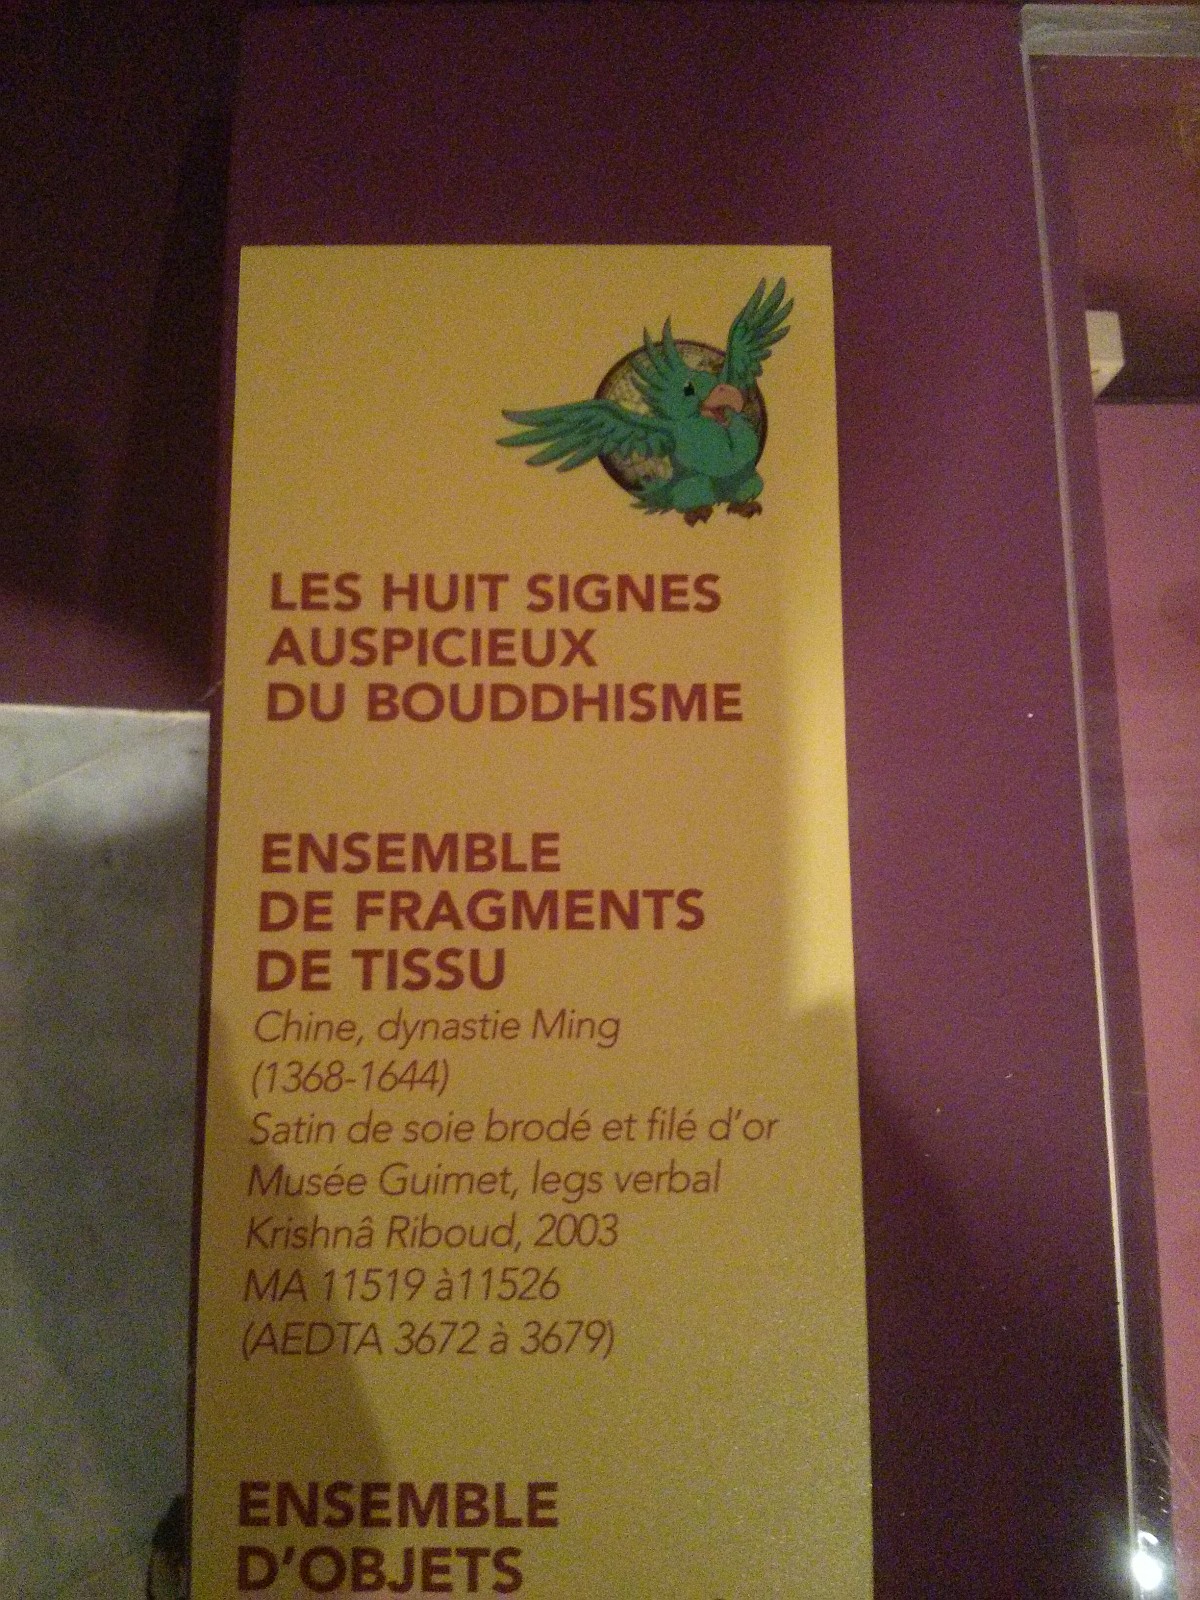 LES HUIT SIGNES
AUSPICIEUX
DU BOUDDHISME
ENSEMBLE
DE FRAGMENTS
DE TISSU
Chine, dynastie Ming
(1368-1644)
Satin de soie brodé et filé d'or
Musée Guimet, legs verbal
Krishnâ Riboud, 2003
MA 11519 à11526
(AEDTA 3672 à 3679)
ENSEMBLE
D'OBJETS